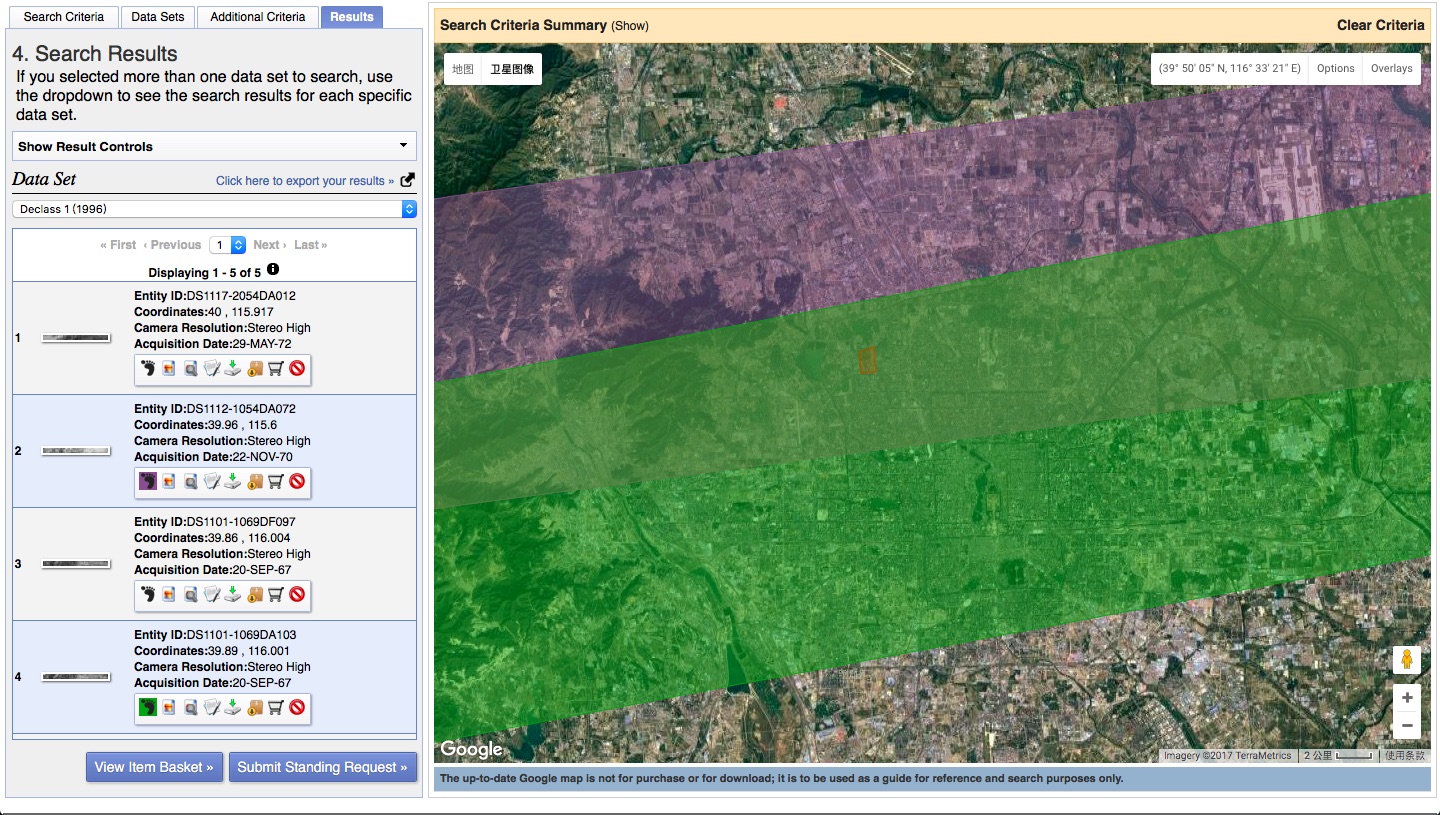 Search Criteria
Data Sets
Additional Criteria
Results
4. Search Results
If you selected more than one data set to search, use
the dropdown to see the search results for each specific
data set.
Show Result Controls
Data Set
Click here to export your results »
Declass 1 (1996)
« First ‹ Previous 1 Next › Last »
Displaying 1 - 5 of 5
1
Entity ID:DS1117-2054DA012
Coordinates:40 , 115.917
Camera Resolution:Stereo High
Acquisition Date:29-MAY-72
2
Entity ID:DS1112-1054DA072
Coordinates:39.96 , 115.6
Camera Resolution:Stereo High
Acquisition Date:22-NOV-70
3
Entity ID:DS1101-1069DF097
Coordinates:39.86 , 116.004
Camera Resolution:Stereo High
Acquisition Date:20-SEP-67
4
Entity ID:DS1101-1069DA103
Coordinates:39.89 , 116.001
Camera Resolution:Stereo High
Acquisition Date:20-SEP-67
View Item Basket »
Submit Standing Request »
Search Criteria Summary (Show)
Clear Criteria
地图
卫星图像
(39° 50' 05" N, 116° 33' 21" E)
Options
Overlays
+
−
Google
Imagery ©2017 TerraMetrics
2 公里
使用条款
The up-to-date Google map is not for purchase or for download; it is to be used as a guide for reference and search purposes only.